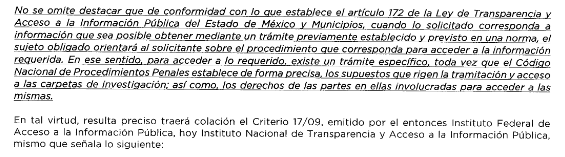 No se omite destacar que de conformidad con lo que establece el artículo 172 de la Ley de Transparencia y
Acceso a la Información Pública del Estado de México y Municipios, cuando lo solicitado corresponda a
información que sea posible obtener mediante un trámite previamente establecido y previsto en una norma, el
sujeto obligado orientará al solicitante sobre el procedimiento que corresponda para acceder a la información
requerida. En ese sentido, para acceder a lo requerido, existe un trámite específico, toda vez que el Código
Nacional de Procedimientos Penales establece de forma precisa, los supuestos que rigen la tramitación y acceso
a las carpetas de investigación; así como, los derechos de las partes en ellas involucradas para acceder a las
mismas.
En tal virtud, resulta preciso traerá colación el Criterio 17/09, emitido por el entonces Instituto Federal de
Acceso a la Información Pública, hoy Instituto Nacional de Transparencia y Acceso a la Información Pública,
mismo que señala lo siguiente: